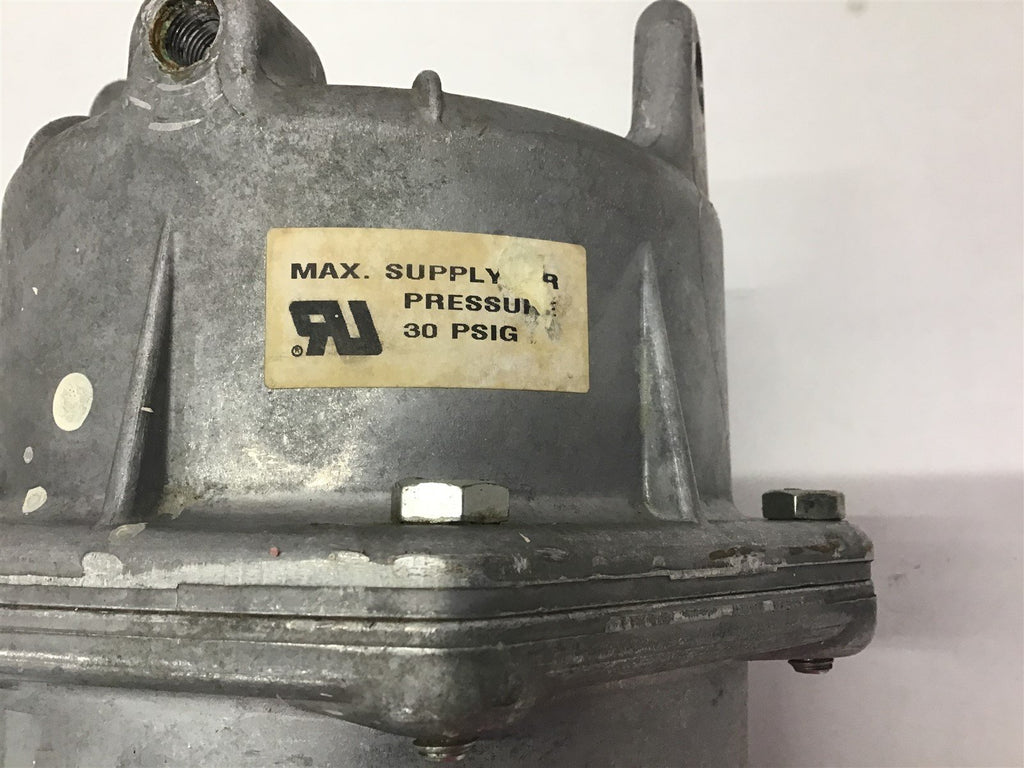 MAX. SUPPLY
PRESSURE
30 PSIG